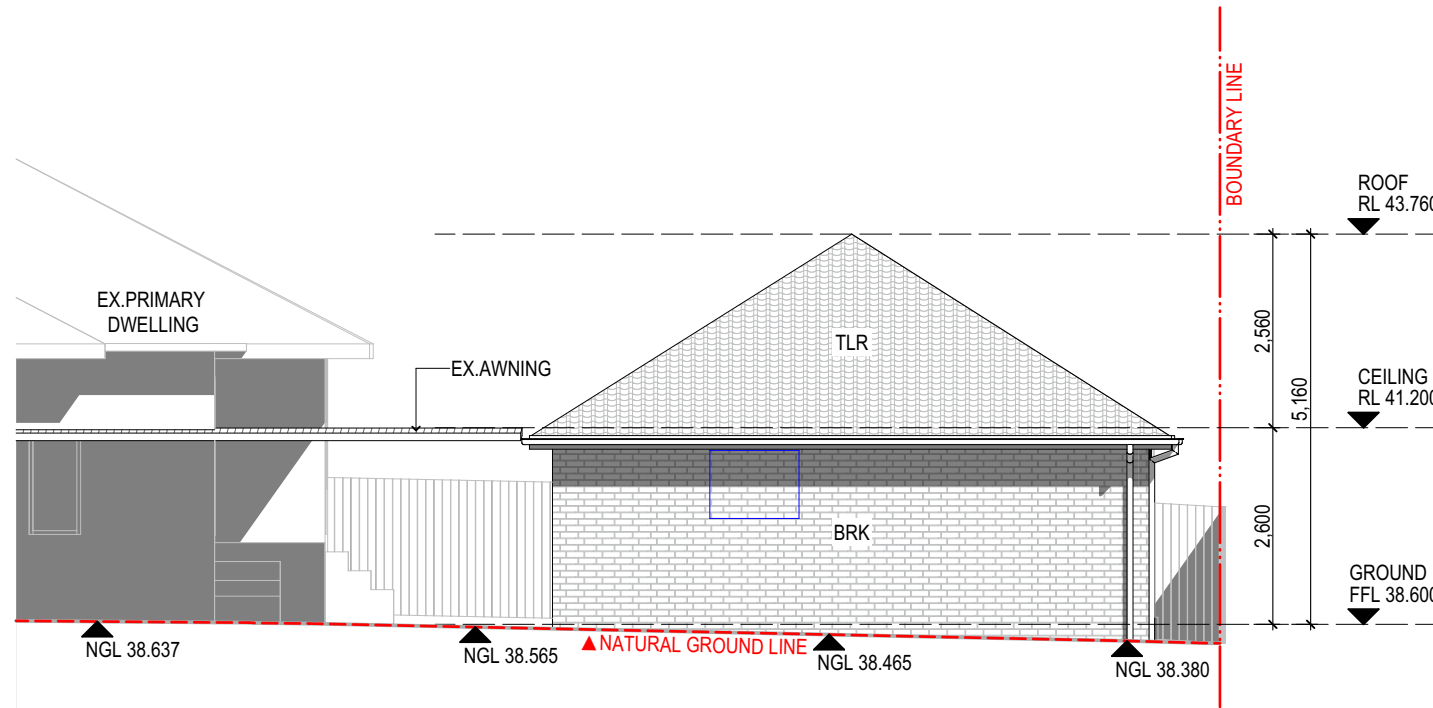 BOUNDARY LINE
ROOF
RL 43.760
EX.PRIMARY
DWELLING
2,560
TLR
EX.AWNING
CEILING
RL 41.200
5,160
2,600
BRK
GROUND
FFL 38.600
NGL 38.637
NGL 38.565
NATURAL GROUND LINE
NGL 38.465
NGL 38.380